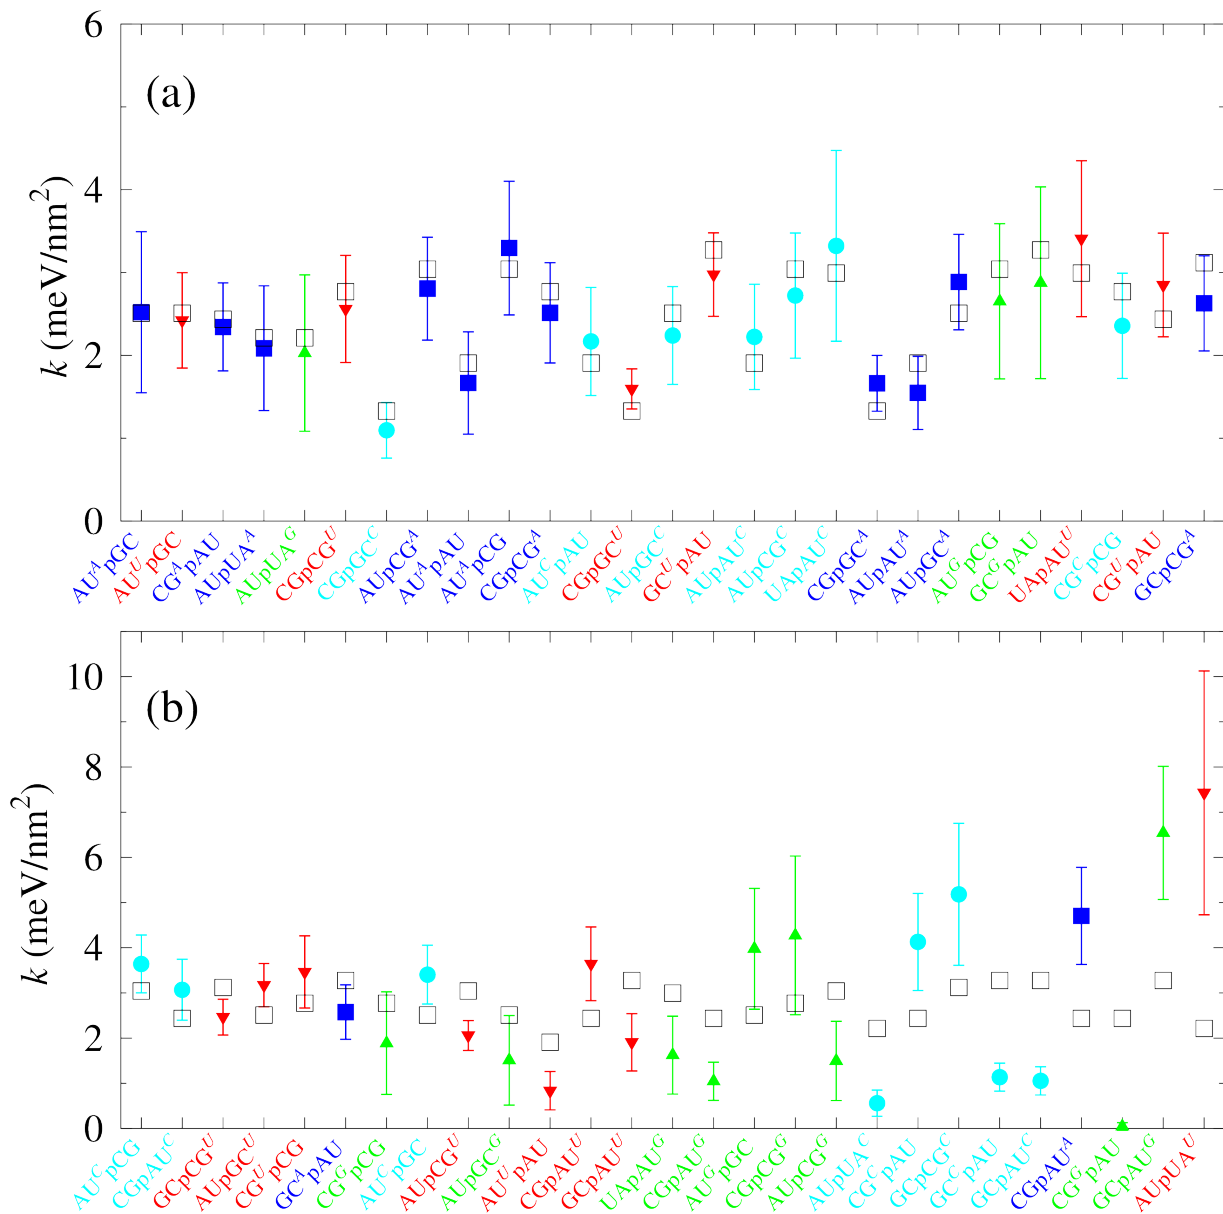 6
(a)
4
k (meV/nm²)
2
0
AUᴬpGC
AUᵁpGC
CGᴬpAU
AUpUAᴬ
AUpUAᴳ
CGpCGᵁ
CGpGCᶜ
AUpCGᴬ
AUᴬpAU
AUᴬpCG
CGpCGᴬ
AUᶜpAU
CGpGCᵁ
AUpGCᶜ
GCᵁpAU
AUpAUᶜ
AUpCGᶜ
UApAUᶜ
CGpGCᴬ
AUpAUᴬ
AUpGCᴬ
AUᴳpCG
GCᴳpAU
UApAUᵁ
CGᶜpCG
CGᵁpAU
GCpCGᴬ
10
(b)
8
k (meV/nm²)
6
4
2
0
AUᶜpCG
CGpAUᶜ
GCpCGᵁ
AUpGCᵁ
CGᵁpCG
GCᴬpAU
CGᴳpCG
AUᶜpGC
AUpCGᵁ
AUpGCᴳ
AUᵁpAU
CGpAUᵁ
GCpAUᵁ
UApAUᴳ
CGpAUᴳ
AUᴳpGC
CGpCGᴳ
AUpCGᴳ
AUpUAᶜ
CGᶜpAU
GCpCGᶜ
GCᶜpAU
GCpAUᶜ
CGpAUᴬ
CGᴳpAU
GCpAUᴳ
AUpUAᵁ